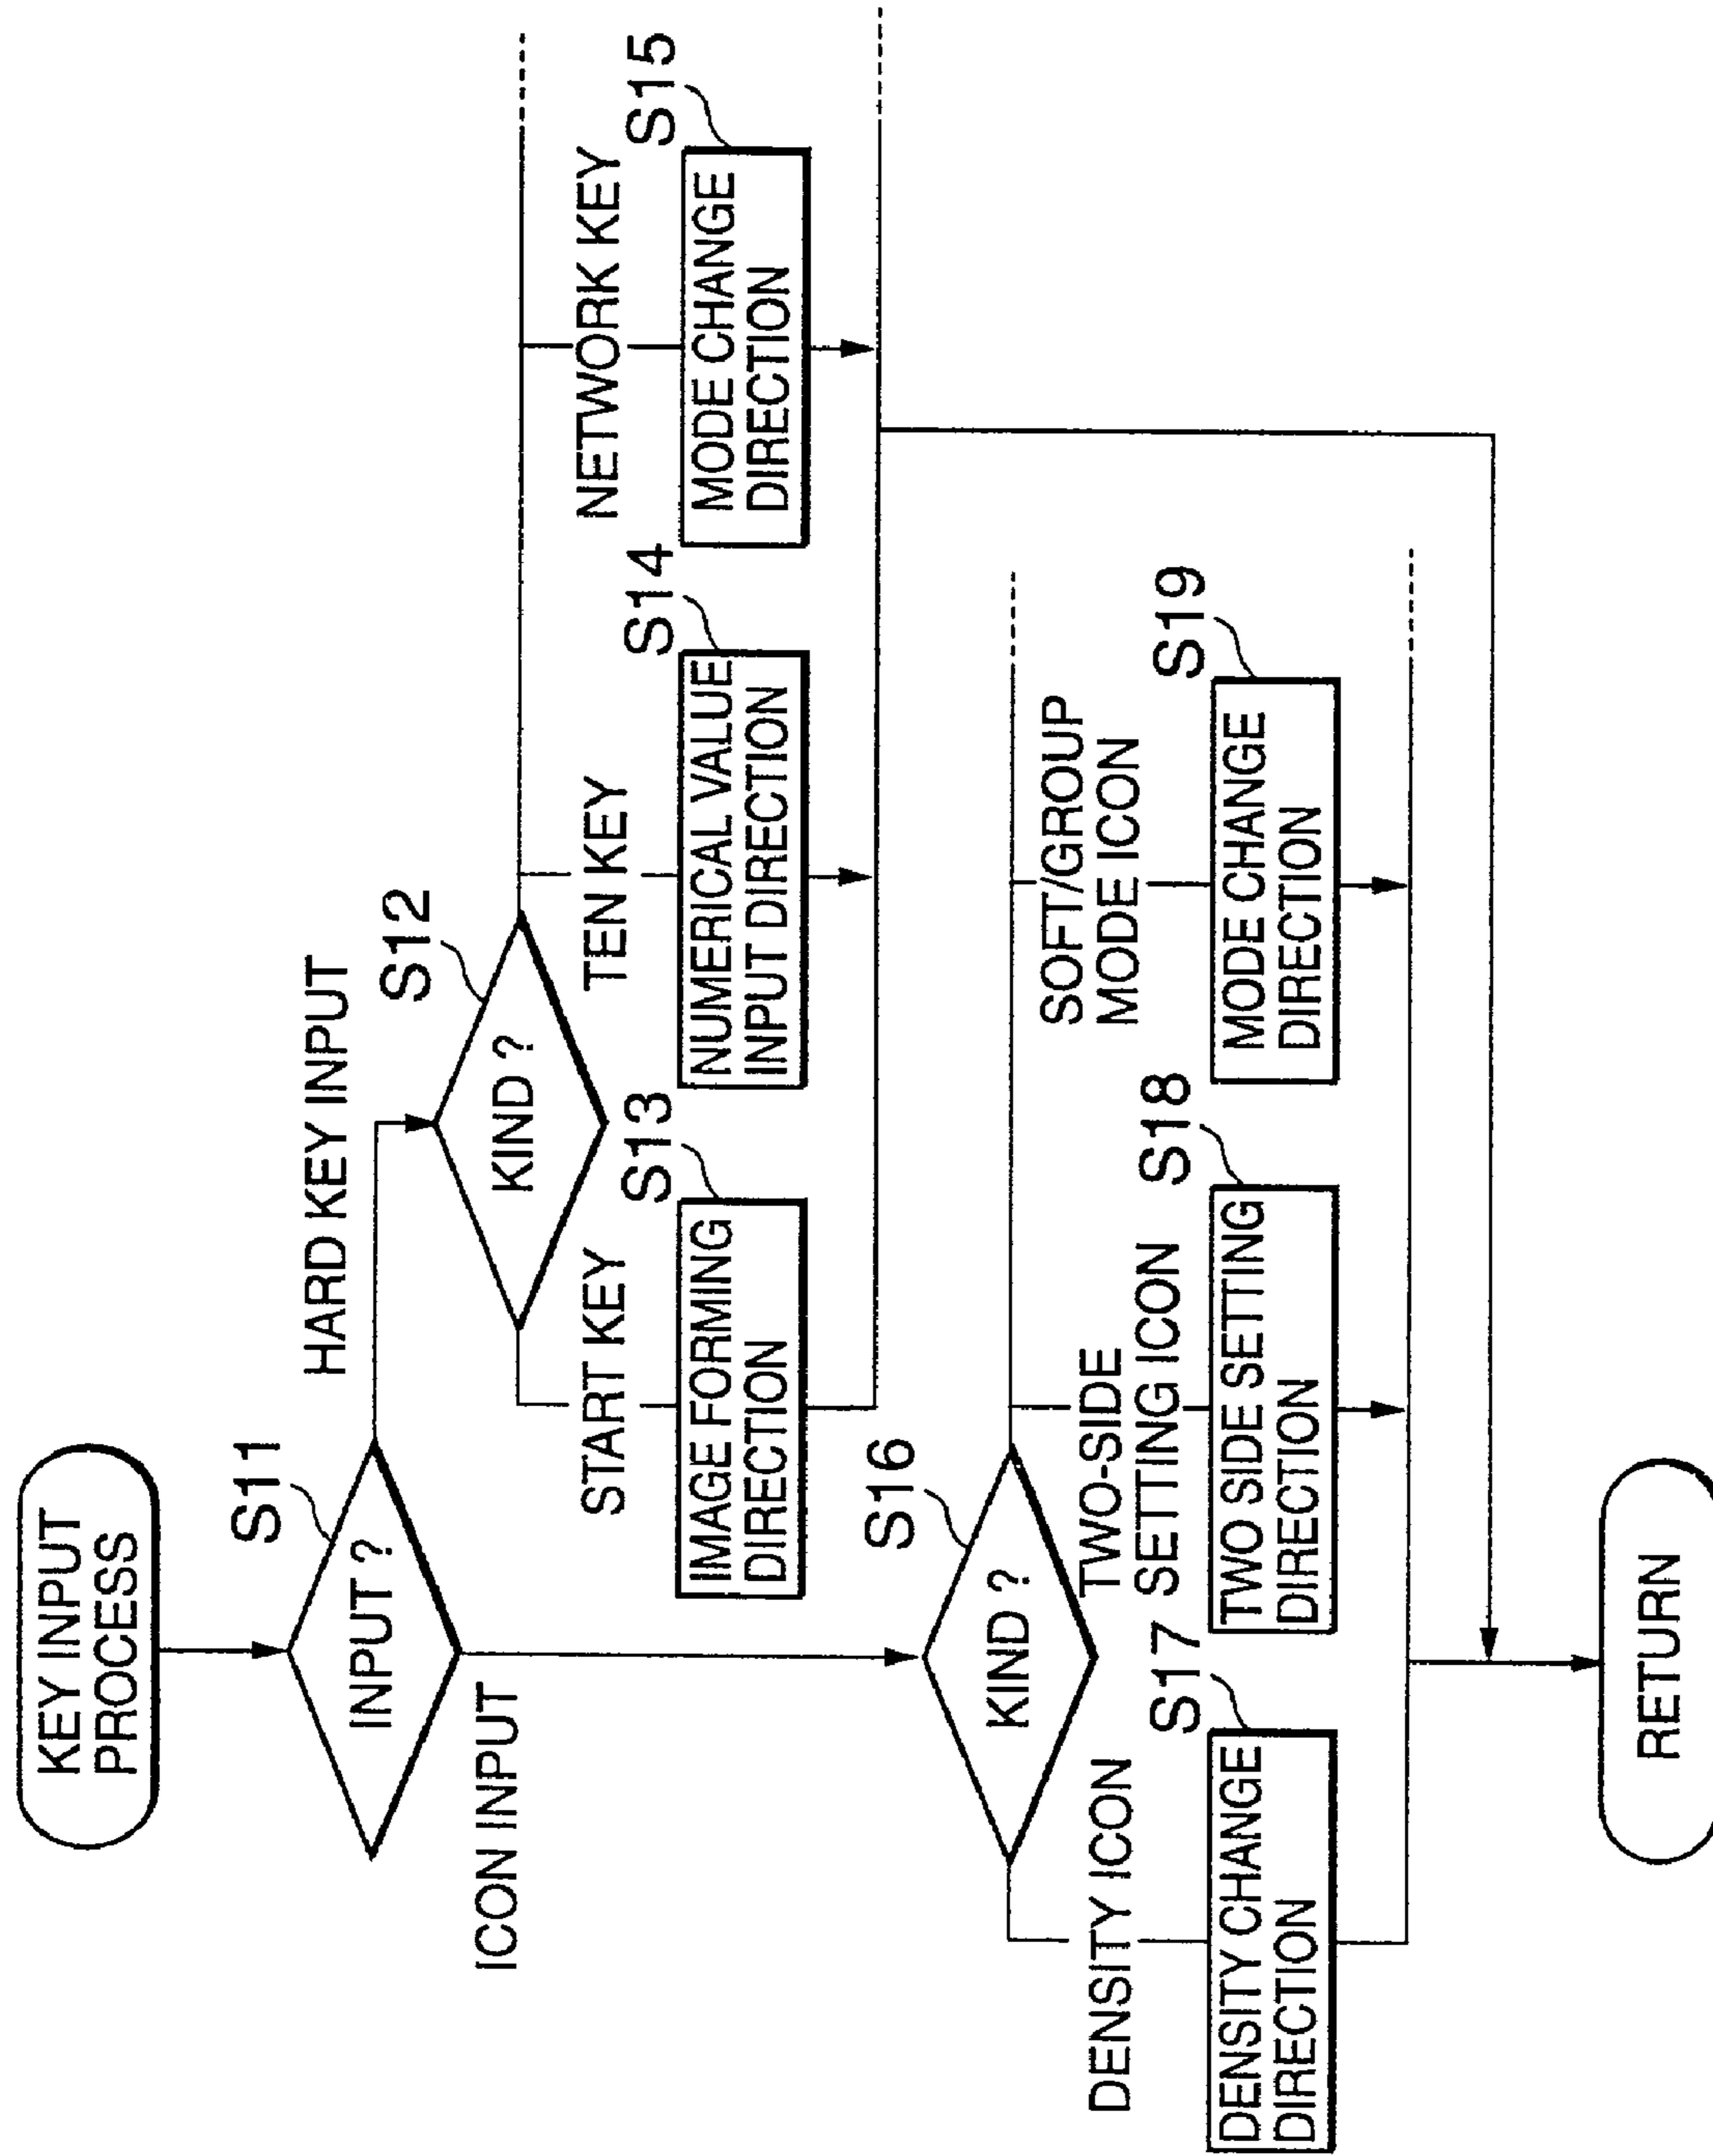 KEY INPUT
PROCESS
S11
INPUT ?
HARD KEY INPUT
ICON INPUT
S12
KIND ?
START KEY
TEN KEY
NETWORK KEY
S13
IMAGE FORMING
DIRECTION
S14
NUMERICAL VALUE
INPUT DIRECTION
S15
MODE CHANGE
DIRECTION
S16
KIND ?
DENSITY ICON
TWO-SIDE
SETTING ICON
SOFT/GROUP
MODE ICON
S17
DENSITY CHANGE
DIRECTION
S18
TWO SIDE SETTING
DIRECTION
S19
MODE CHANGE
DIRECTION
RETURN